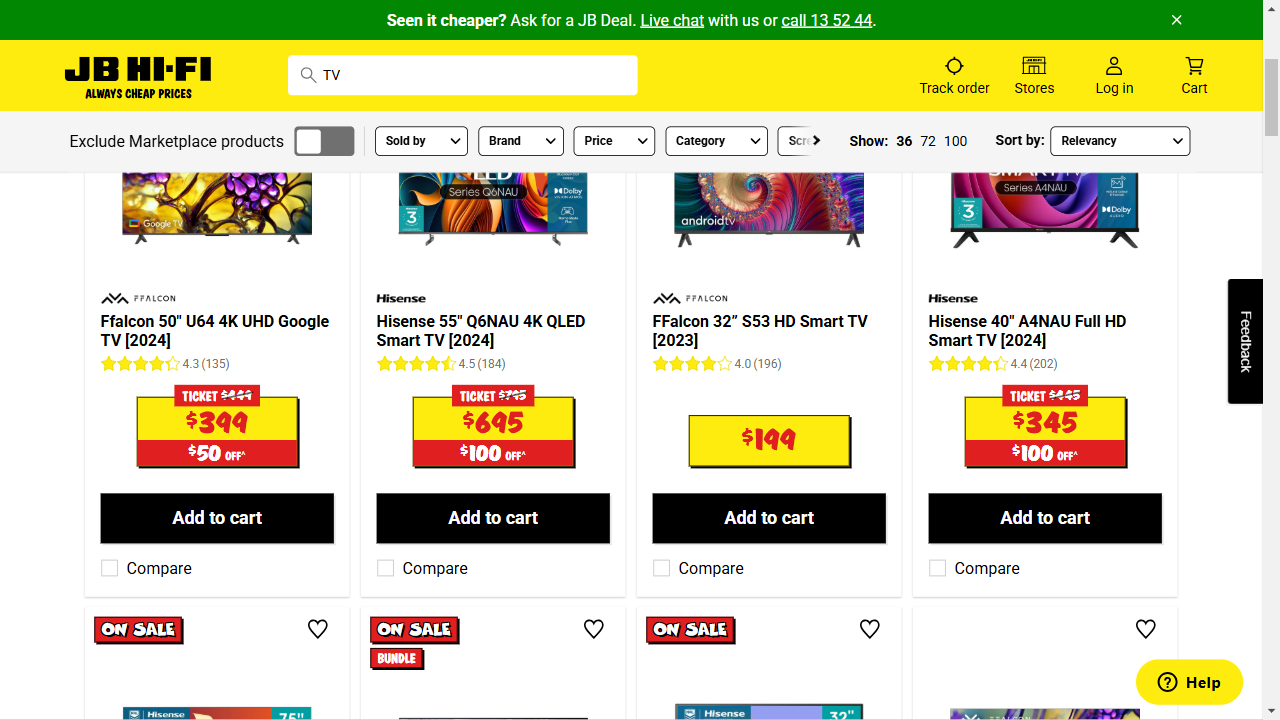 Seen it cheaper? Ask for a JB Deal. Live chat with us or call 13 52 44.
JB HI-FI
ALWAYS CHEAP PRICES
TV
Track order
Stores
Log in
Cart
Exclude Marketplace products
Sold by
Brand
Price
Category
Scre
Show: 36 72 100
Sort by: Relevancy
Google TV
Series Q6NAU
Hisense
3
Dolby
androidtv
Series A4NAU
Hisense
3
Dolby
FFALCON
Ffalcon 50" U64 4K UHD Google
TV [2024]
4.3 (135)
TICKET $449
$399
$50 OFF^
Add to cart
Compare
Hisense
Hisense 55" Q6NAU 4K QLED
Smart TV [2024]
4.5 (184)
TICKET $795
$695
$100 OFF^
Add to cart
Compare
FFALCON
FFalcon 32” S53 HD Smart TV
[2023]
4.0 (196)
$199
Add to cart
Compare
Hisense
Hisense 40" A4NAU Full HD
Smart TV [2024]
4.4 (202)
TICKET $445
$345
$100 OFF^
Add to cart
Compare
Feedback
ON SALE
ON SALE
BUNDLE
ON SALE
Hisense
75"
Hisense
32"
Help